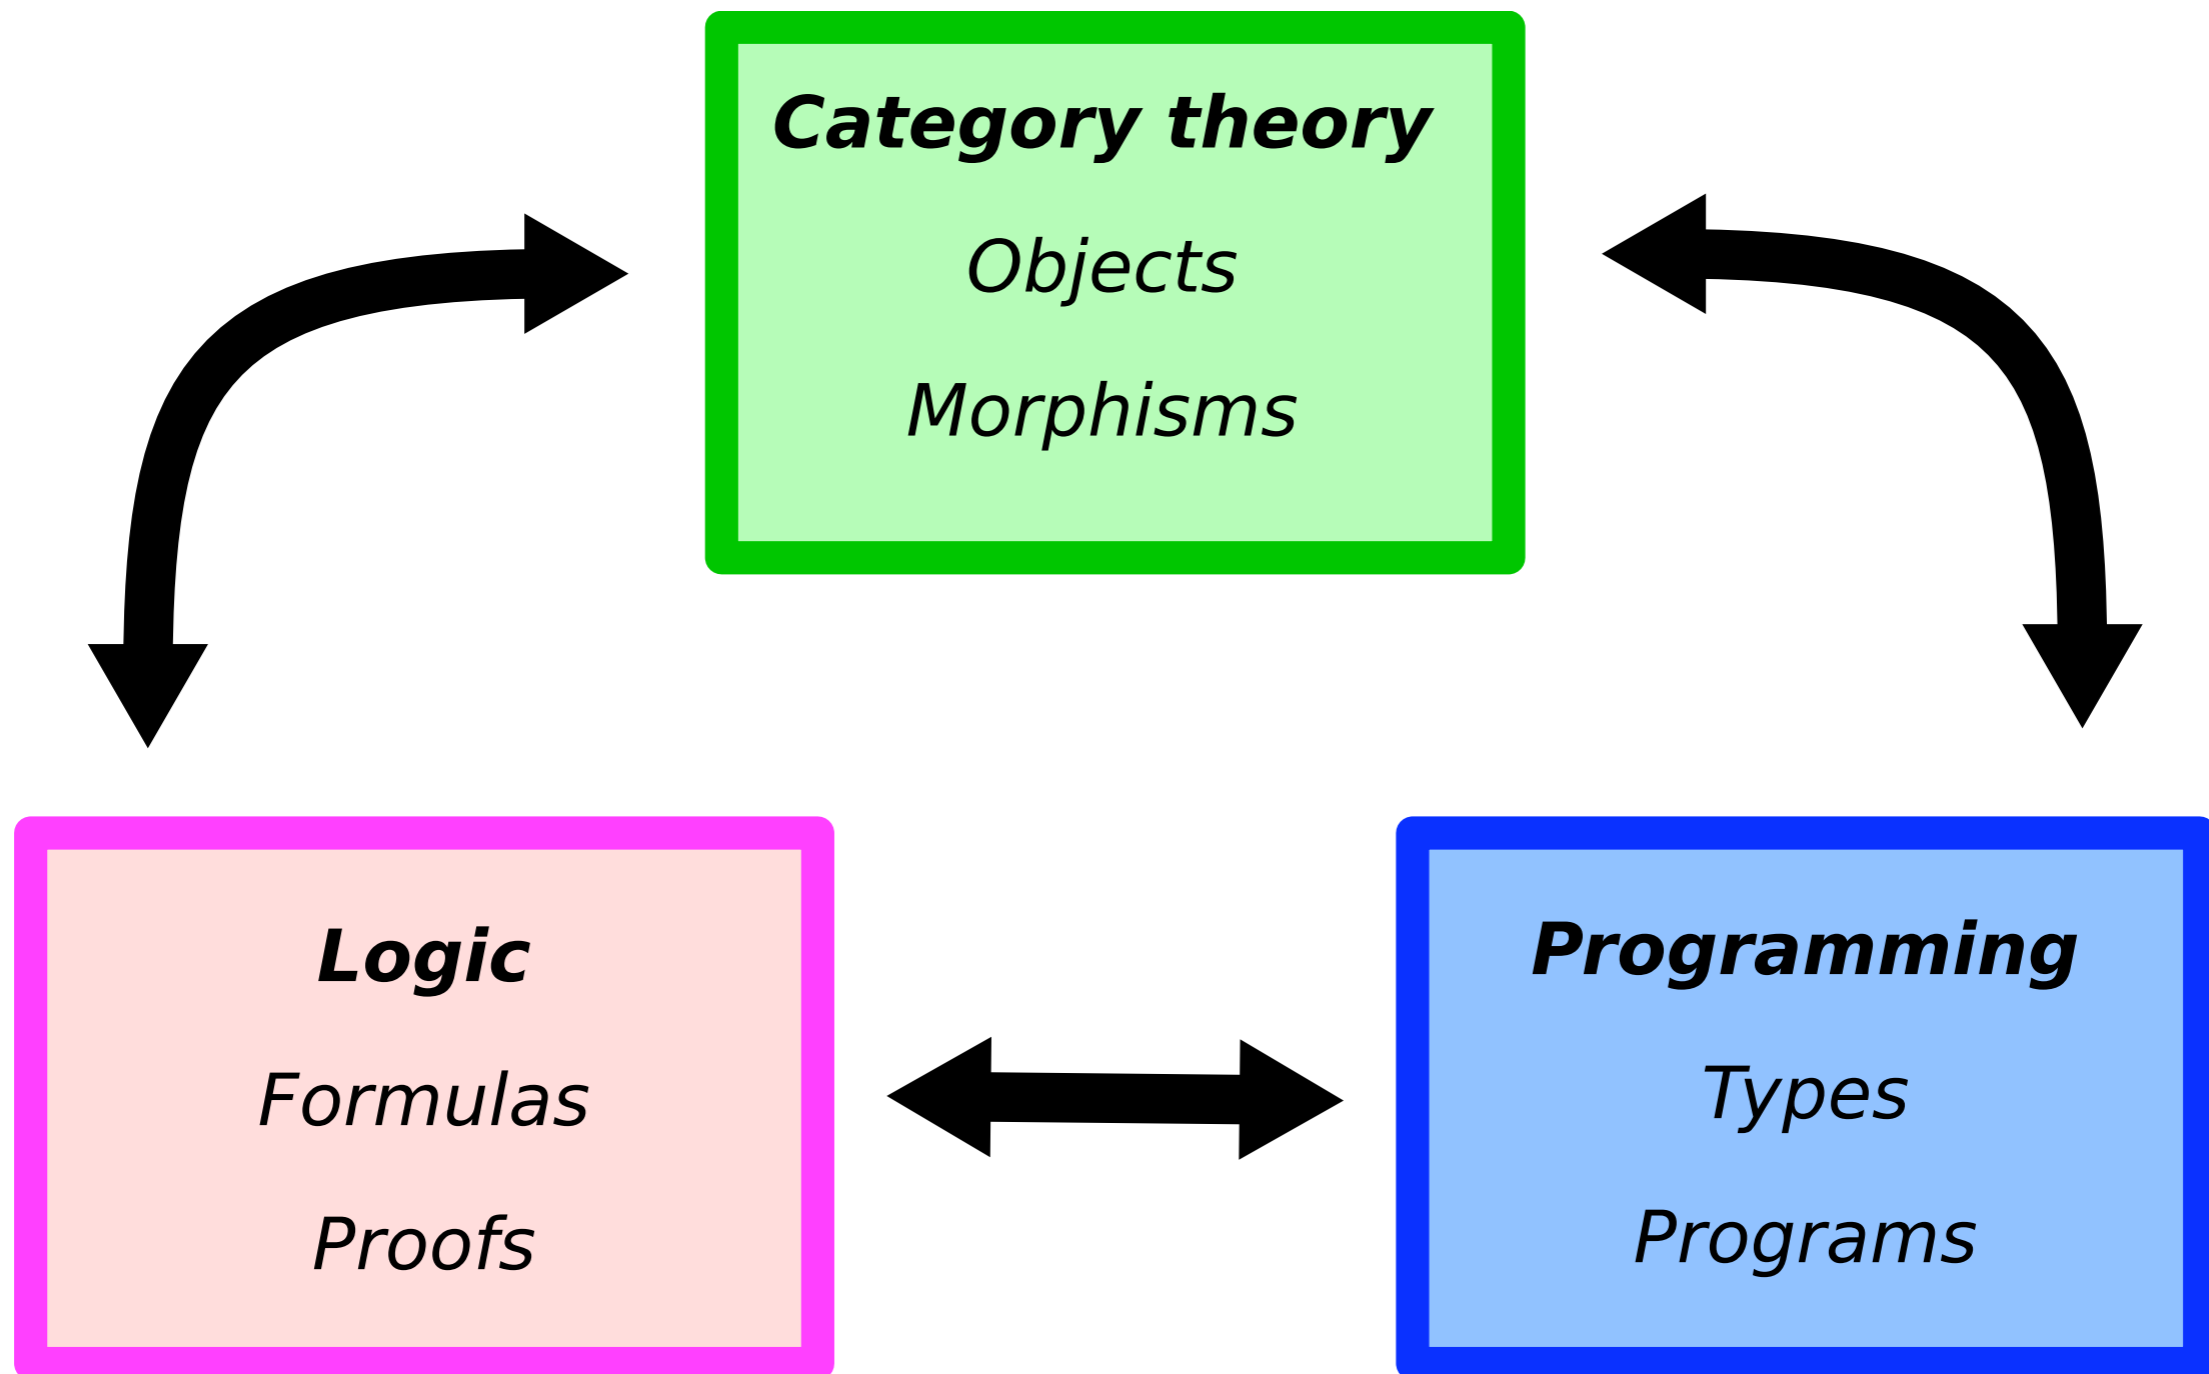 Category theory
Objects
Morphisms
Logic
Formulas
Proofs
Programming
Types
Programs